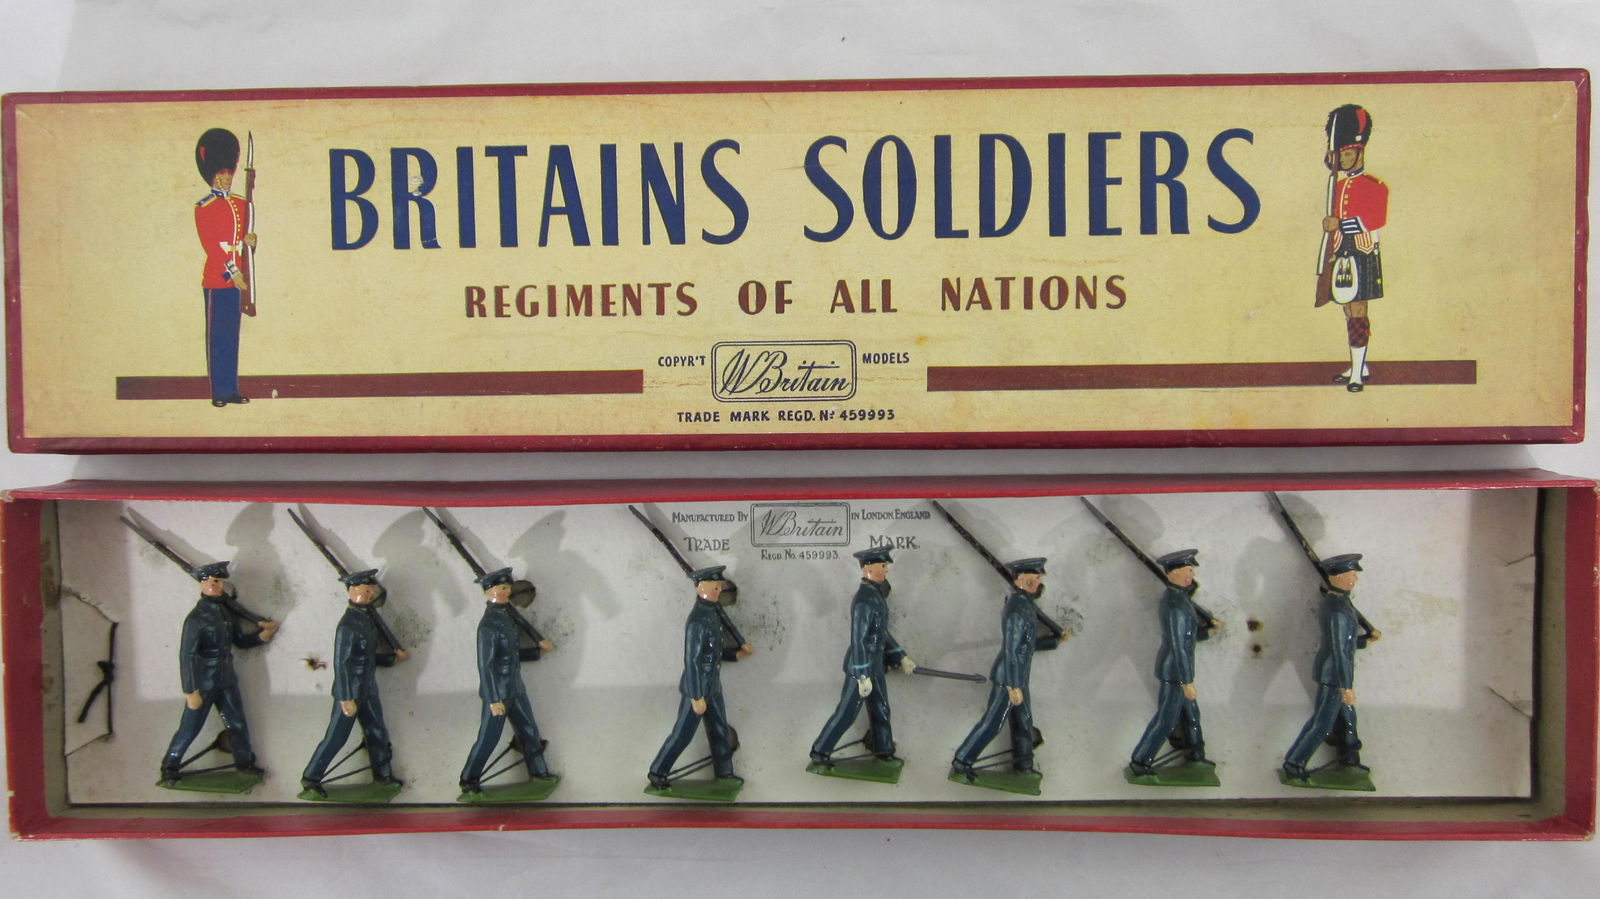 BRITAINS SOLDIERS
REGIMENTS OF ALL NATIONS
COPYR'T W Britain MODELS
TRADE MARK REGD. Nº 459993
MANUFACTURED BY W Britain IN LONDON, ENGLAND
TRADE MARK.
REGD. No. 459993.